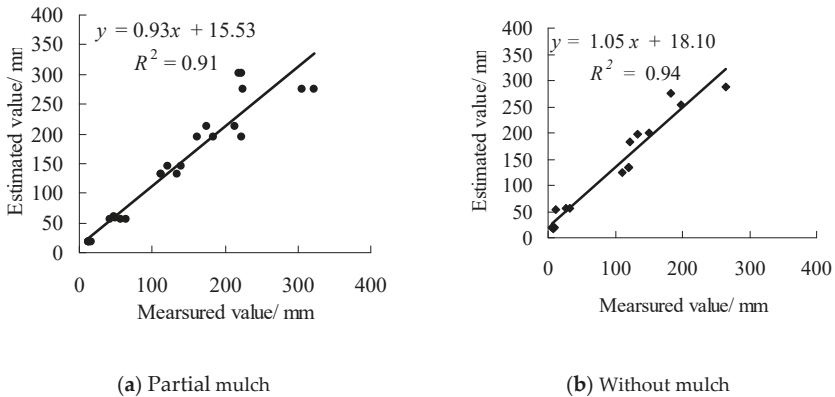 400
350
300
250
200
150
100
50
0
Estimated value/ mm
y = 0.93x + 15.53
R² = 0.91
0 100 200 300 400
Mearsured value/ mm
(a) Partial mulch
400
350
300
250
200
150
100
50
0
Estimated value/ mm
y = 1.05 x + 18.10
R² = 0.94
0 100 200 300 400
Mearsured value/ mm
(b) Without mulch